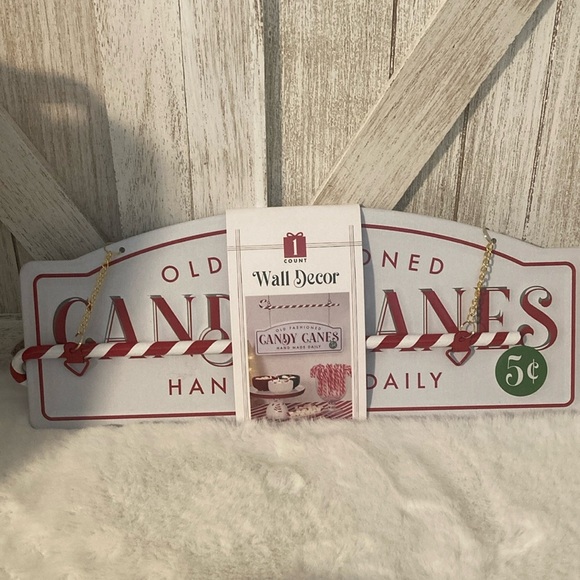 OLD
ONED
CAND
ANES
HAN
DAILY
5¢
1
COUNT
Wall Decor
OLD FASHIONED
CANDY CANES
HAND MADE DAILY